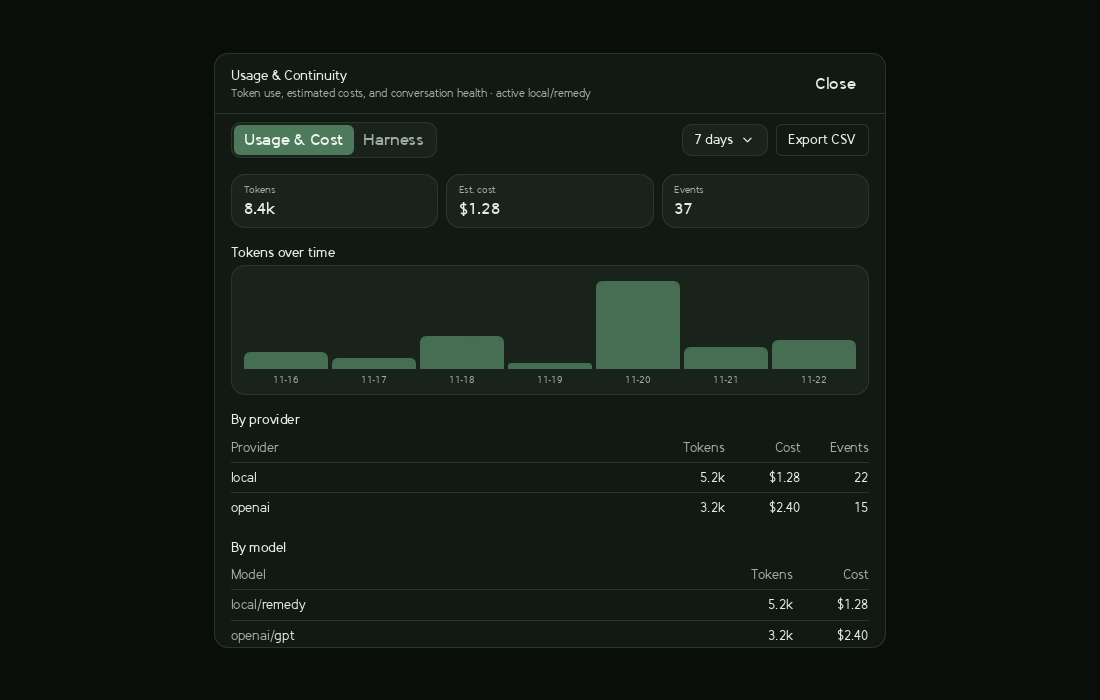 Usage & Continuity
Token use, estimated costs, and conversation health · active local/remedy
Close
Usage & Cost
Harness
7 days
Export CSV
Tokens
8.4k
Est. cost
$1.28
Events
37
Tokens over time
11-16 11-17 11-18 11-19 11-20 11-21 11-22
By provider
Provider Tokens Cost Events
local 5.2k $1.28 22
openai 3.2k $2.40 15
By model
Model Tokens Cost
local/remedy 5.2k $1.28
openai/gpt 3.2k $2.40